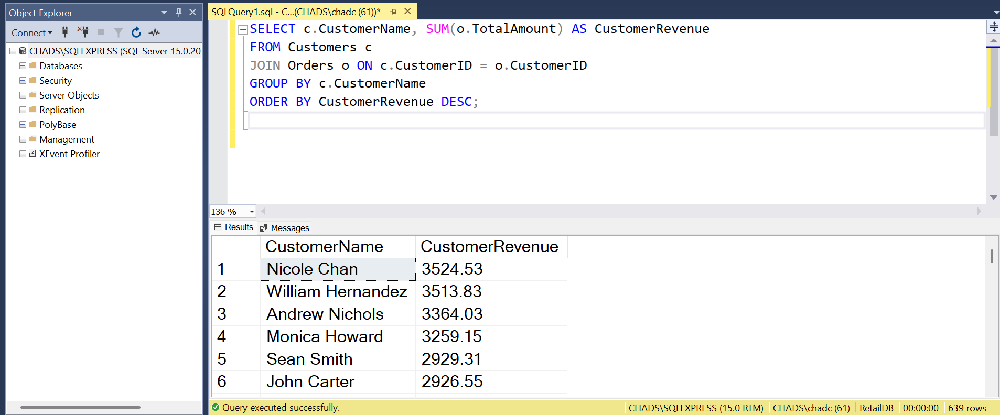 Object Explorer
Connect
CHADS\SQLEXPRESS (SQL Server 15.0.20
Databases
Security
Server Objects
Replication
PolyBase
Management
XEvent Profiler
SQLQuery1.sql - C...(CHADS\chadc (61))*
SELECT c.CustomerName, SUM(o.TotalAmount) AS CustomerRevenue
FROM Customers c
JOIN Orders o ON c.CustomerID = o.CustomerID
GROUP BY c.CustomerName
ORDER BY CustomerRevenue DESC;
136 %
Results Messages
CustomerName CustomerRevenue
1 Nicole Chan 3524.53
2 William Hernandez 3513.83
3 Andrew Nichols 3364.03
4 Monica Howard 3259.15
5 Sean Smith 2929.31
6 John Carter 2926.55
Query executed successfully. CHADS\SQLEXPRESS (15.0 RTM) CHADS\chadc (61) RetailDB 00:00:00 639 rows